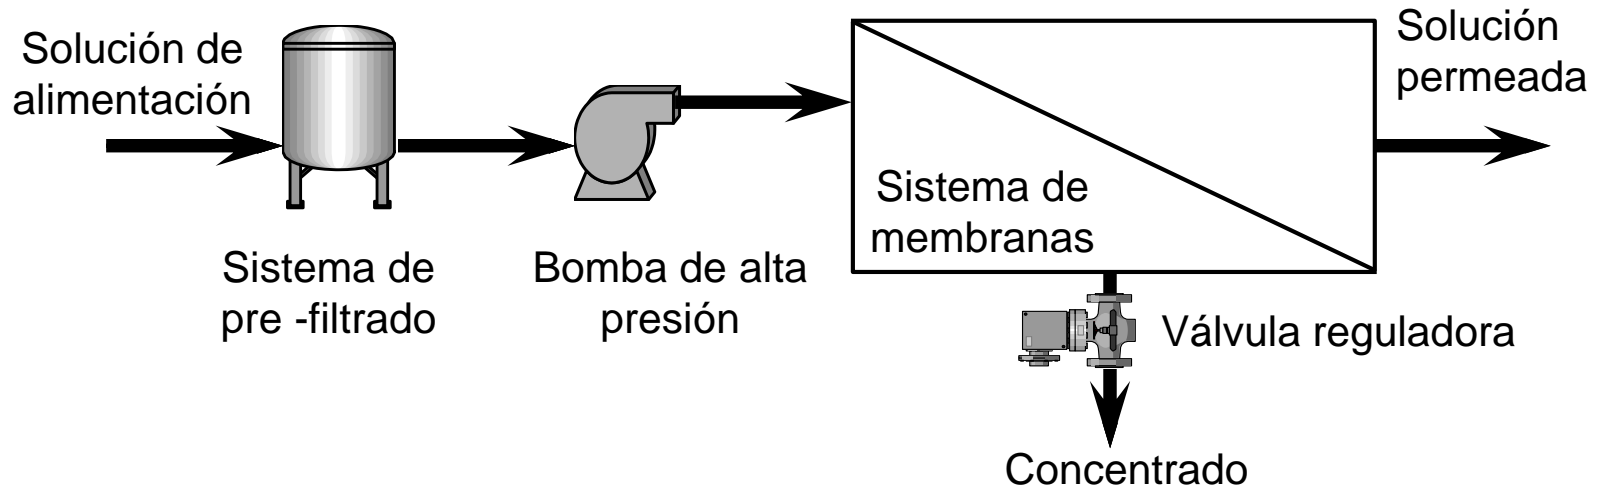 Solución de
alimentación
Sistema de
pre -filtrado
Bomba de alta
presión
Sistema de
membranas
Solución
permeada
Válvula reguladora
Concentrado